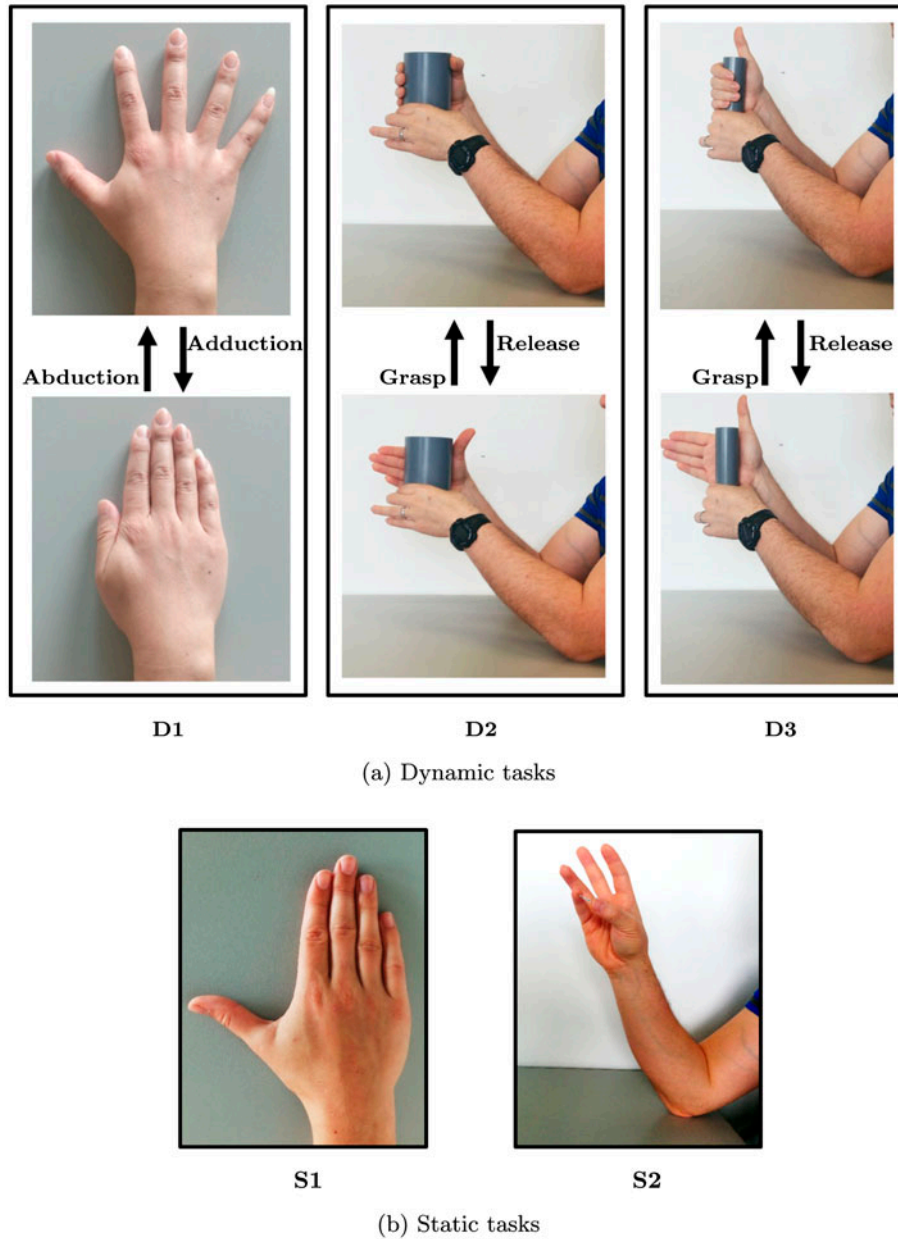 Adduction
Abduction
Release
Grasp
Release
Grasp
D1
D2
D3
(a) Dynamic tasks
S1
S2
(b) Static tasks